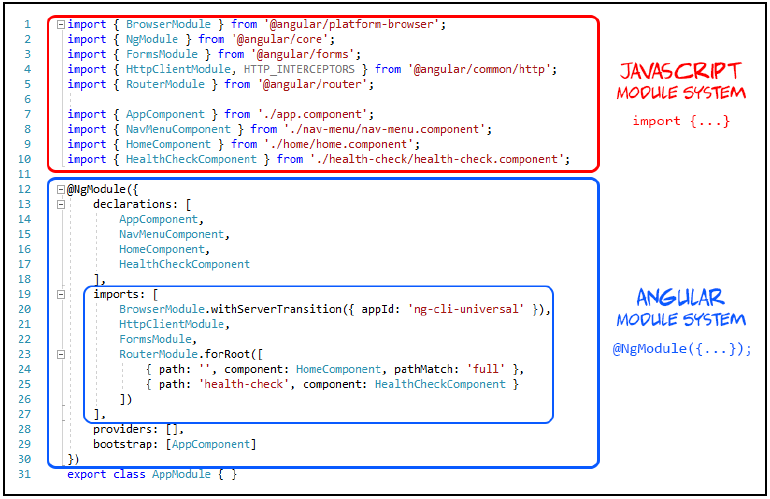 1 import { BrowserModule } from '@angular/platform-browser';
2 import { NgModule } from '@angular/core';
3 import { FormsModule } from '@angular/forms';
4 import { HttpClientModule, HTTP_INTERCEPTORS } from '@angular/common/http';
5 import { RouterModule } from '@angular/router';
6
7 import { AppComponent } from './app.component';
8 import { NavMenuComponent } from './nav-menu/nav-menu.component';
9 import { HomeComponent } from './home/home.component';
10 import { HealthCheckComponent } from './health-check/health-check.component';
11
JAVASCRIPT
MODULE SYSTEM
import {...}
12 @NgModule({
13 declarations: [
14 AppComponent,
15 NavMenuComponent,
16 HomeComponent,
17 HealthCheckComponent
18 ],
19 imports: [
20 BrowserModule.withServerTransition({ appId: 'ng-cli-universal' }),
21 HttpClientModule,
22 FormsModule,
23 RouterModule.forRoot([
24 { path: '', component: HomeComponent, pathMatch: 'full' },
25 { path: 'health-check', component: HealthCheckComponent }
26 ])
27 ],
28 providers: [],
29 bootstrap: [AppComponent]
30 })
31 export class AppModule { }
ANGULAR
MODULE SYSTEM
@NgModule({...});